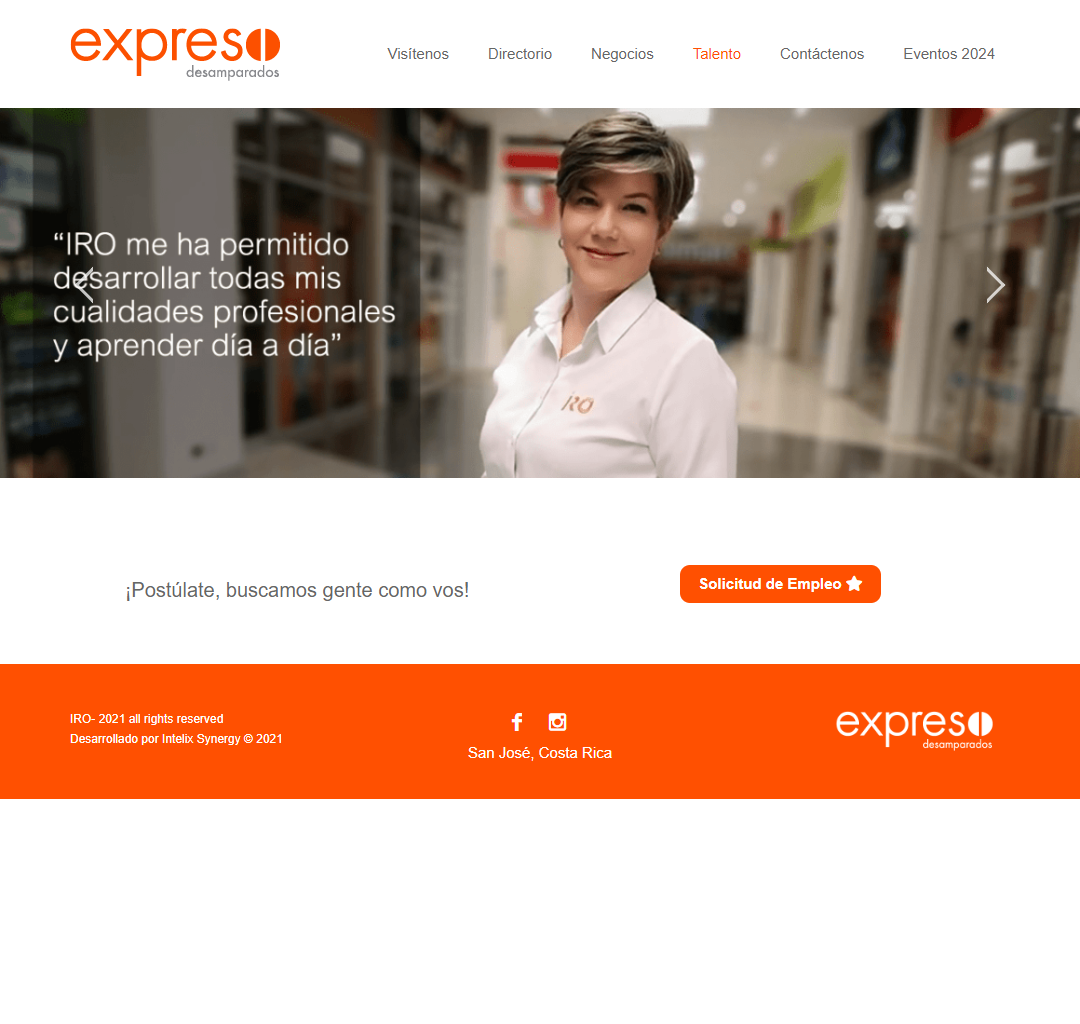 expreso
desamparados
Visítenos
Directorio
Negocios
Talento
Contáctenos
Eventos 2024
“IRO me ha permitido
desarrollar todas mis
cualidades profesionales
y aprender día a día”
IRO
¡Postúlate, buscamos gente como vos!
Solicitud de Empleo
IRO- 2021 all rights reserved
Desarrollado por Intelix Synergy © 2021
San José, Costa Rica
expreso
desamparados